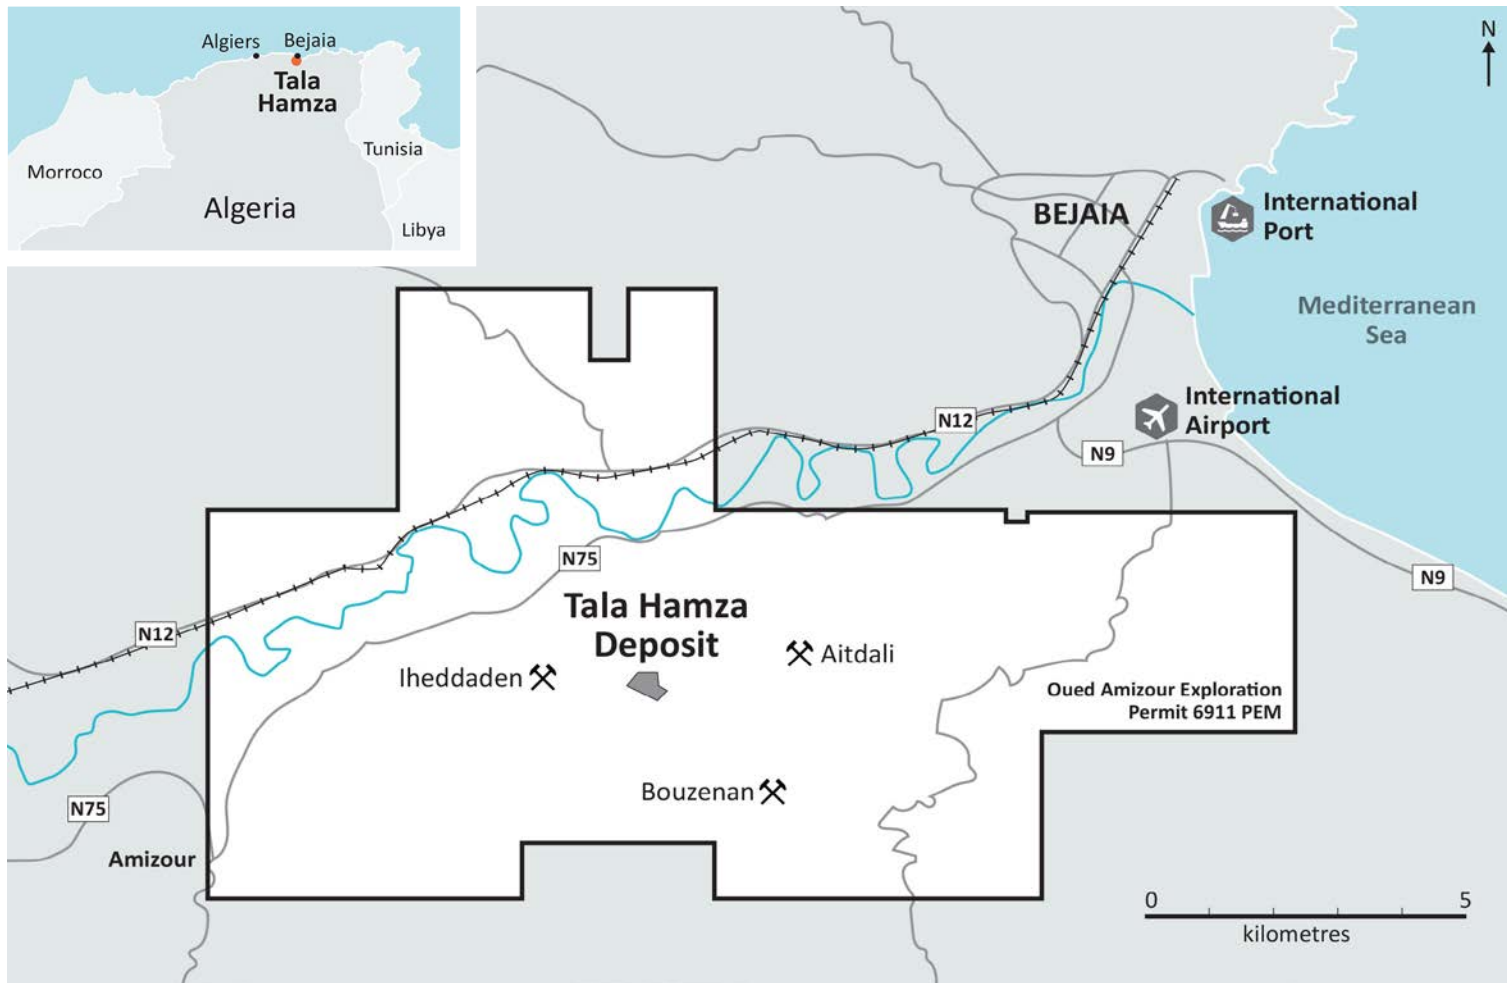 Algiers
Bejaia
Tala
Hamza
Morroco
Tunisia
Algeria
Libya
N
BEJAIA
International
Port
Mediterranean
Sea
International
Airport
N12
N9
N75
N9
Tala Hamza
Deposit
N12
Iheddaden
Aitdali
Oued Amizour Exploration
Permit 6911 PEM
Bouzenan
N75
Amizour
0
5
kilometres